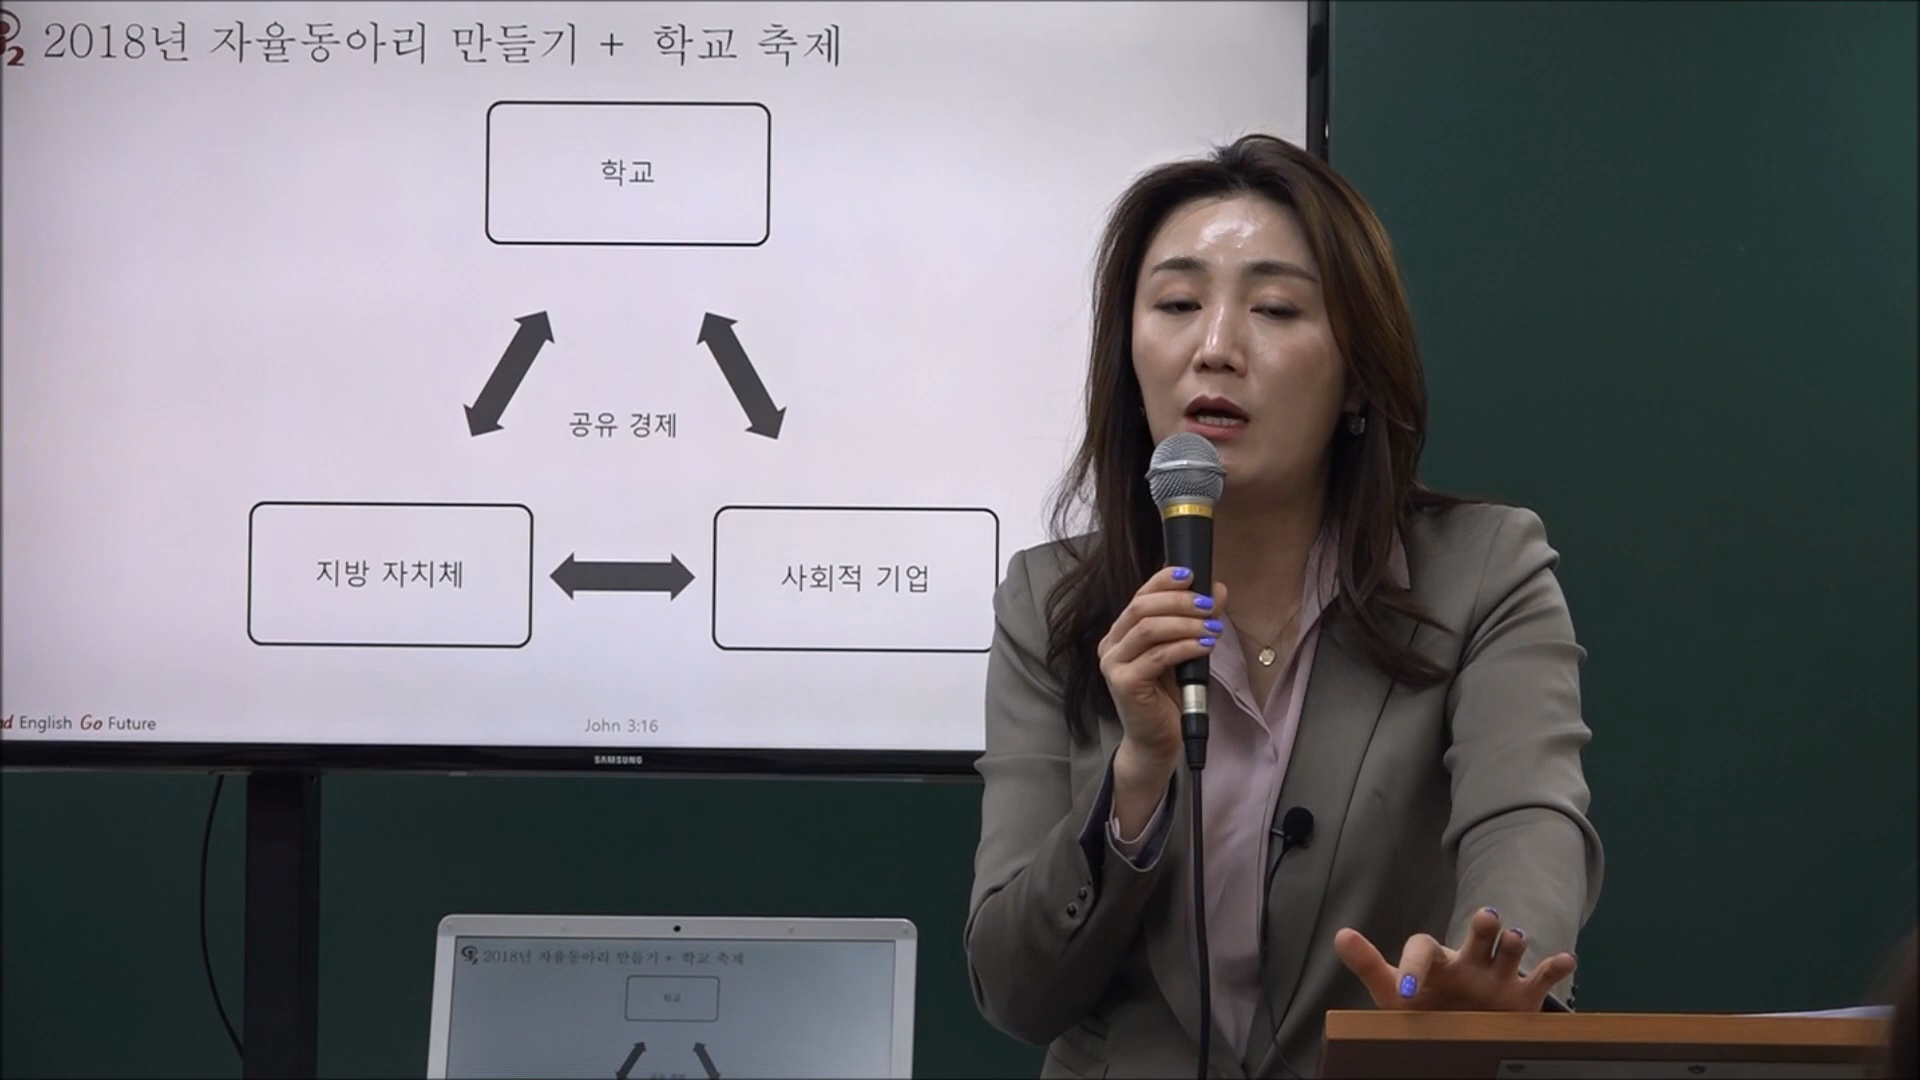 2018년 자율동아리 만들기 + 학교 축제
학교
공유 경제
지방 자치체
사회적 기업
English Go Future
John 3:16
SAMSUNG
2018년 자율동아리 만들기 + 학교 축제
학교